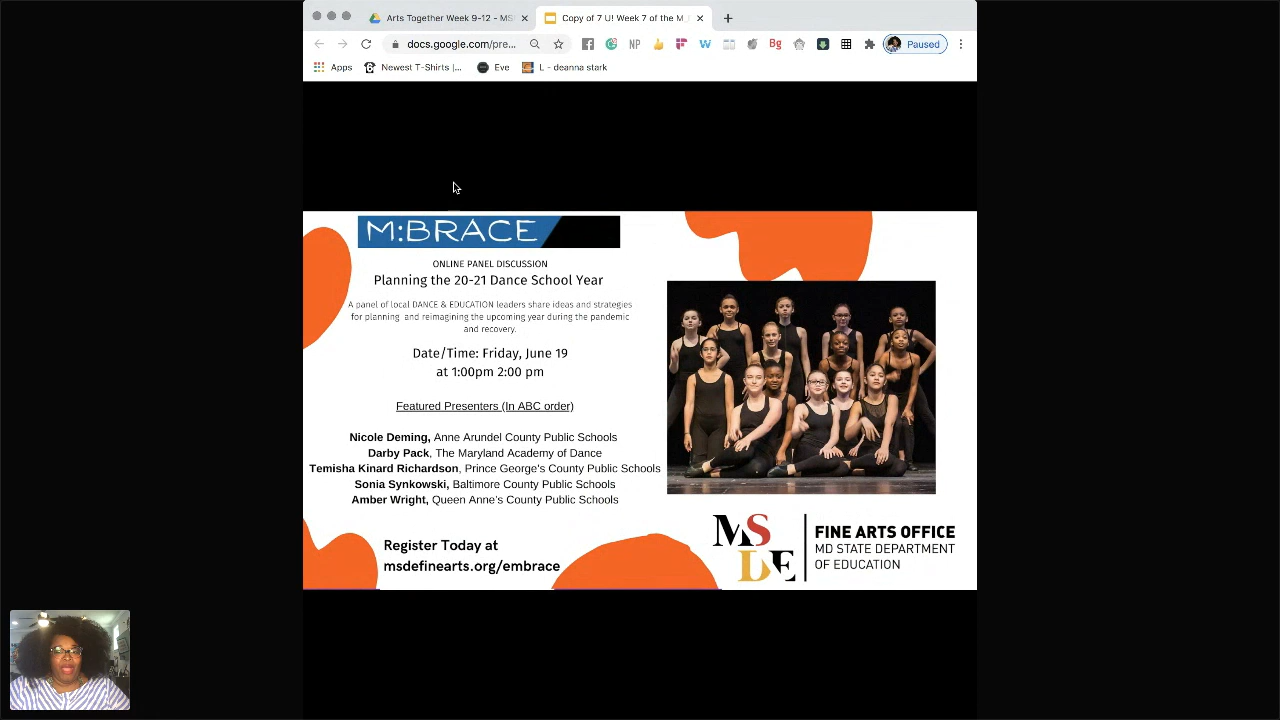 Arts Together Week 9-12 - MS
Copy of 7 U! Week 7 of the M
docs.google.com/pre...
NP
W
Bg
Paused
Apps
Newest T-Shirts |...
Eve
L - deanna stark
M:BRACE
ONLINE PANEL DISCUSSION
Planning the 20-21 Dance School Year
A panel of local DANCE & EDUCATION leaders share ideas and strategies
for planning and reimagining the upcoming year during the pandemic
and recovery.
Date/Time: Friday, June 19
at 1:00pm 2:00 pm
Featured Presenters (In ABC order)
Nicole Deming, Anne Arundel County Public Schools
Darby Pack, The Maryland Academy of Dance
Temisha Kinard Richardson, Prince George's County Public Schools
Sonia Synkowski, Baltimore County Public Schools
Amber Wright, Queen Anne's County Public Schools
Register Today at
msdefinearts.org/embrace
MS
DE
FINE ARTS OFFICE
MD STATE DEPARTMENT
OF EDUCATION